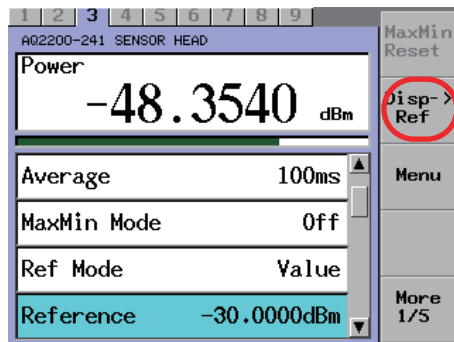 1 2 3 4 5 6 7 8 9
AQ2200-241 SENSOR HEAD
Power
-48.3540 dBm
Average 100ms
MaxMin Mode Off
Ref Mode Value
Reference -30.0000dBm
MaxMin
Reset
Disp->
Ref
Menu
More
1/5